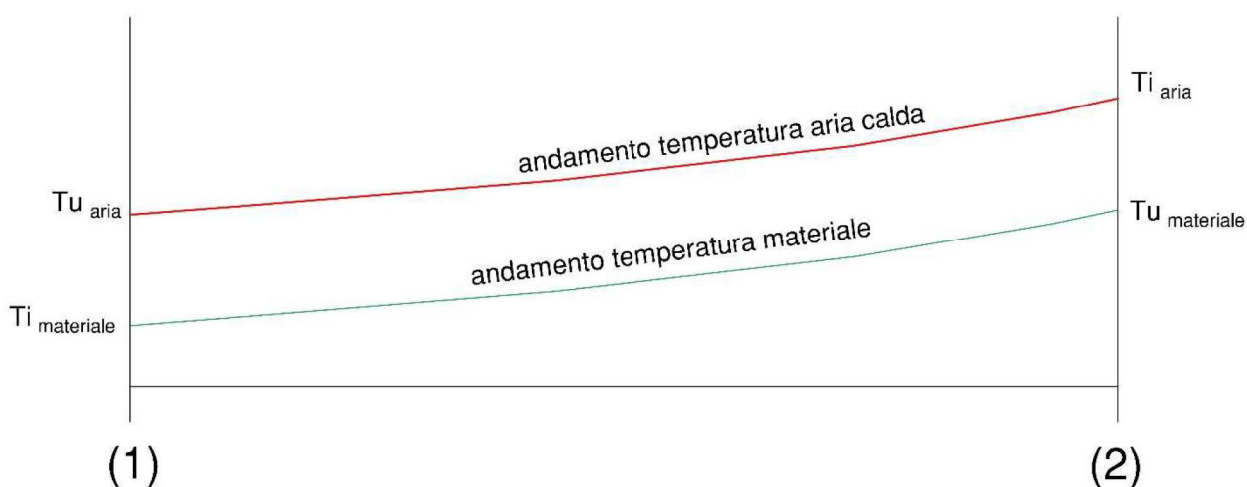 Ti aria
andamento temperatura aria calda
Tu aria
Tu materiale
andamento temperatura materiale
Ti materiale
(1)
(2)